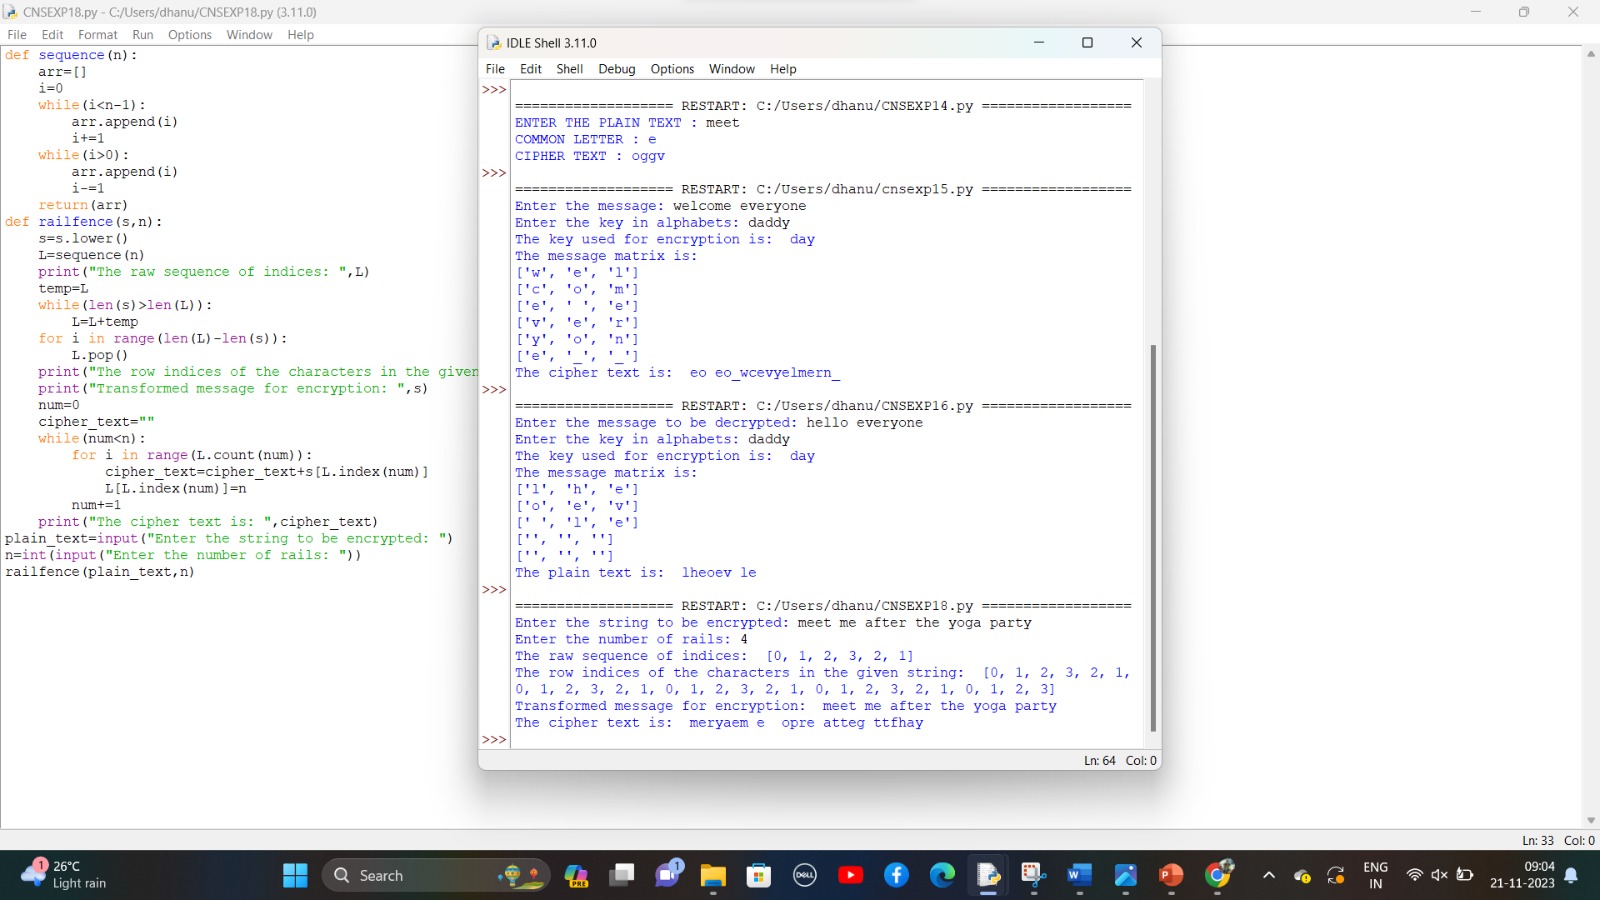 CNSEXP18.py - C:/Users/dhanu/CNSEXP18.py (3.11.0)
File Edit Format Run Options Window Help
def sequence(n):
    arr=[]
    i=0
    while(i<n-1):
        arr.append(i)
        i+=1
    while(i>0):
        arr.append(i)
        i-=1
    return(arr)
def railfence(s,n):
    s=s.lower()
    L=sequence(n)
    print("The raw sequence of indices: ",L)
    temp=L
    while(len(s)>len(L)):
        L=L+temp
    for i in range(len(L)-len(s)):
        L.pop()
    print("The row indices of the characters in the given
    print("Transformed message for encryption: ",s)
    num=0
    cipher_text=""
    while(num<n):
        for i in range(L.count(num)):
            cipher_text=cipher_text+s[L.index(num)]
            L[L.index(num)]=n
        num+=1
    print("The cipher text is: ",cipher_text)
plain_text=input("Enter the string to be encrypted: ")
n=int(input("Enter the number of rails: "))
railfence(plain_text,n)
IDLE Shell 3.11.0
File Edit Shell Debug Options Window Help
>>>
=================== RESTART: C:/Users/dhanu/CNSEXP14.py ==================
ENTER THE PLAIN TEXT : meet
COMMON LETTER : e
CIPHER TEXT : oggv
>>>
=================== RESTART: C:/Users/dhanu/cnsexp15.py ==================
Enter the message: welcome everyone
Enter the key in alphabets: daddy
The key used for encryption is:  day
The message matrix is:
['w', 'e', 'l']
['c', 'o', 'm']
['e', ' ', 'e']
['v', 'e', 'r']
['y', 'o', 'n']
['e', '_', '_']
The cipher text is:  eo eo_wcevyelmern_
>>>
=================== RESTART: C:/Users/dhanu/CNSEXP16.py ==================
Enter the message to be decrypted: hello everyone
Enter the key in alphabets: daddy
The key used for encryption is:  day
The message matrix is:
['l', 'h', 'e']
['o', 'e', 'v']
[' ', 'l', 'e']
['', '', '']
['', '', '']
The plain text is:  lheoev le
>>>
=================== RESTART: C:/Users/dhanu/CNSEXP18.py ==================
Enter the string to be encrypted: meet me after the yoga party
Enter the number of rails: 4
The raw sequence of indices:  [0, 1, 2, 3, 2, 1]
The row indices of the characters in the given string:  [0, 1, 2, 3, 2, 1,
0, 1, 2, 3, 2, 1, 0, 1, 2, 3, 2, 1, 0, 1, 2, 3, 2, 1, 0, 1, 2, 3]
Transformed message for encryption:  meet me after the yoga party
The cipher text is:  meryaem e  opre atteg ttfhay
>>>
Ln: 64 Col: 0
Ln: 33 Col: 0
1
26°C
Light rain
Search
PRE
1
DELL
ENG
IN
09:04
21-11-2023